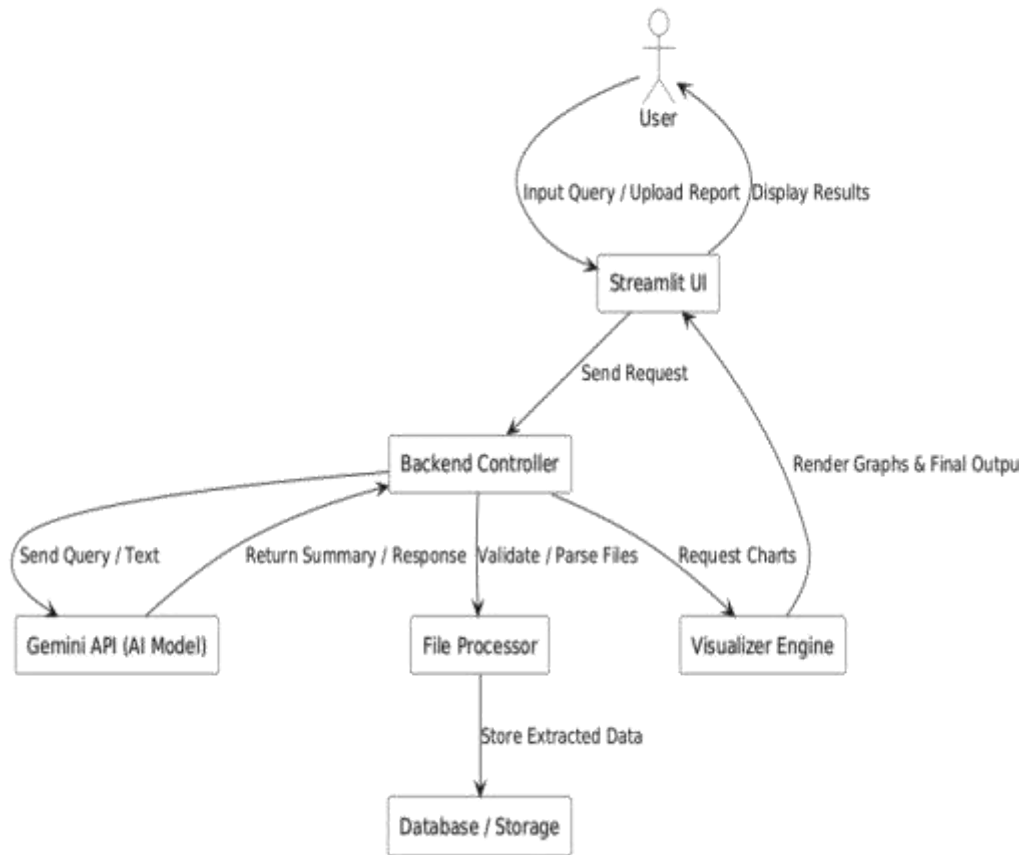 User
Input Query / Upload Report
Display Results
Streamlit UI
Send Request
Backend Controller
Render Graphs & Final Outpu
Send Query / Text
Return Summary / Response
Validate / Parse Files
Request Charts
Gemini API (AI Model)
File Processor
Visualizer Engine
Store Extracted Data
Database / Storage